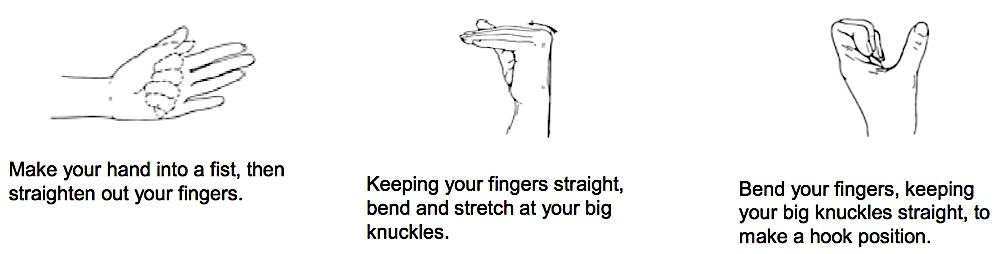 Make your hand into a fist, then
straighten out your fingers.
Keeping your fingers straight,
bend and stretch at your big
knuckles.
Bend your fingers, keeping
your big knuckles straight, to
make a hook position.